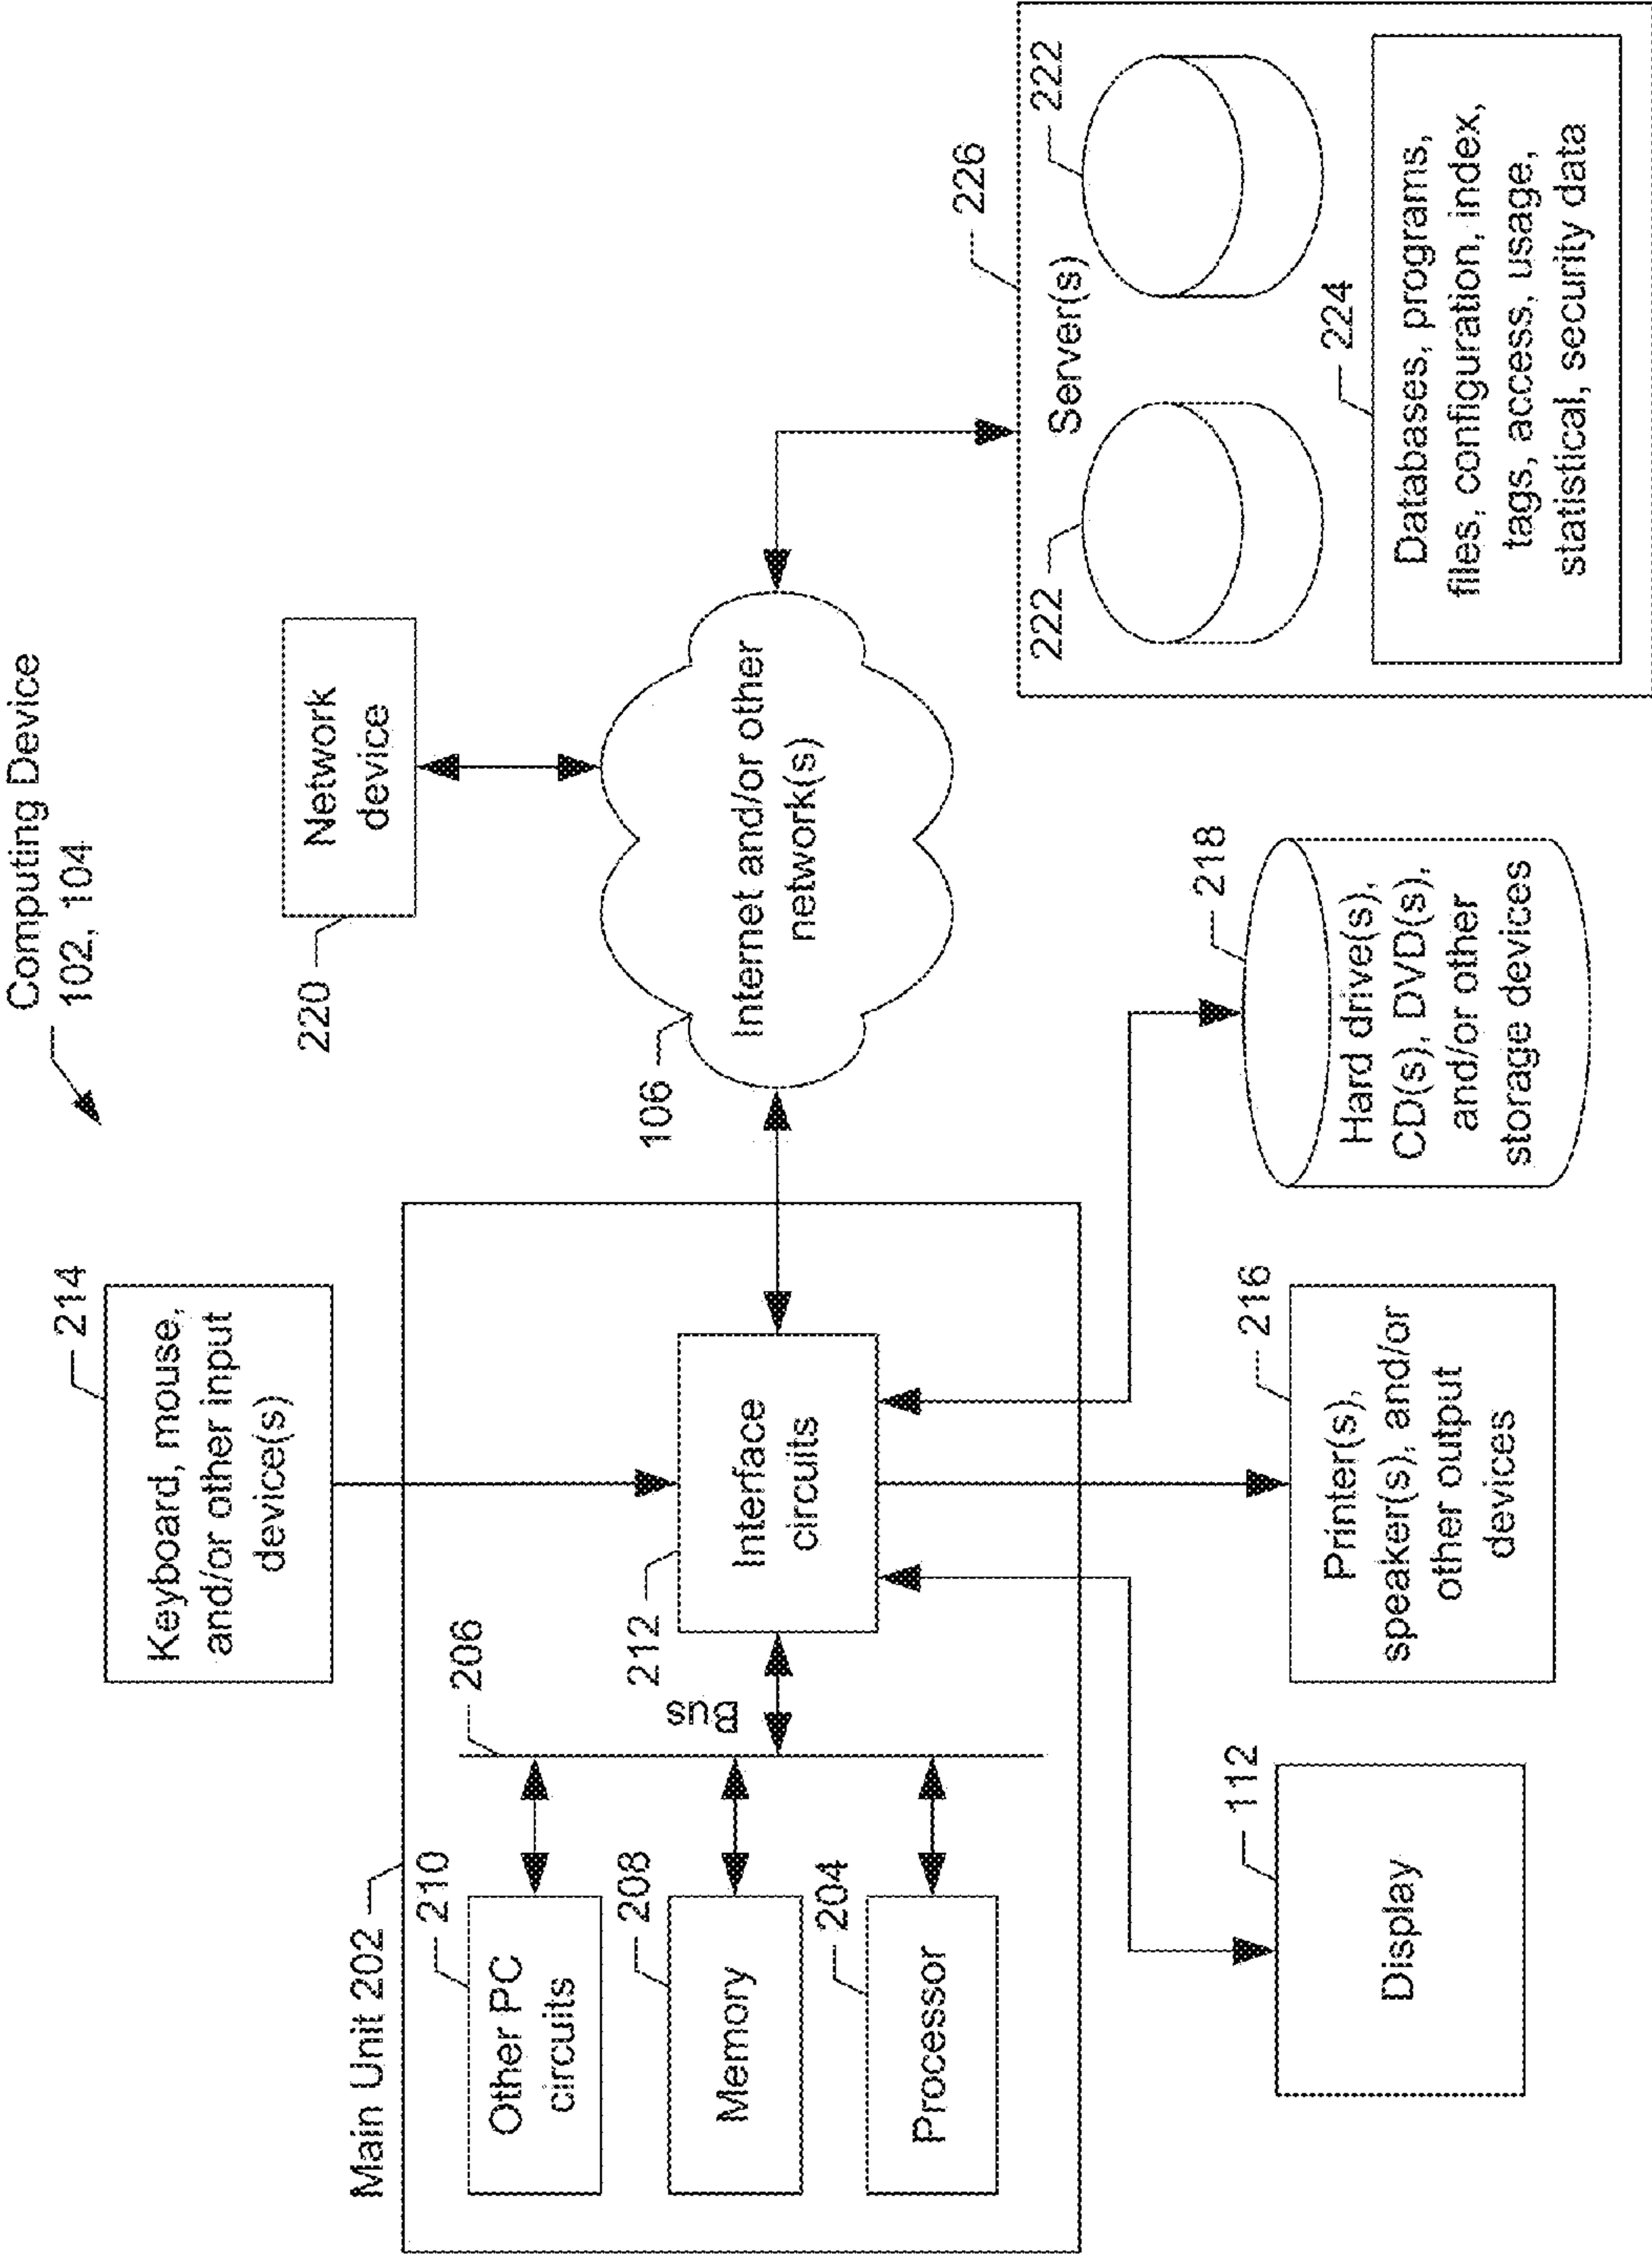 Computing Device
102, 104
214
Keyboard, mouse,
and/or other input
device(s)
Network
device
220
Main Unit 202
210
Other PC
circuits
208
Memory
204
Processor
206
Bus
212
Interface
circuits
106
Internet and/or other
network(s)
226
Server(s)
222
222
224
Databases, programs,
files, configuration, index,
tags, access, usage,
statistical, security data
112
Display
216
Printer(s),
speaker(s), and/or
other output
devices
218
Hard drive(s),
CD(s), DVD(s),
and/or other
storage devices